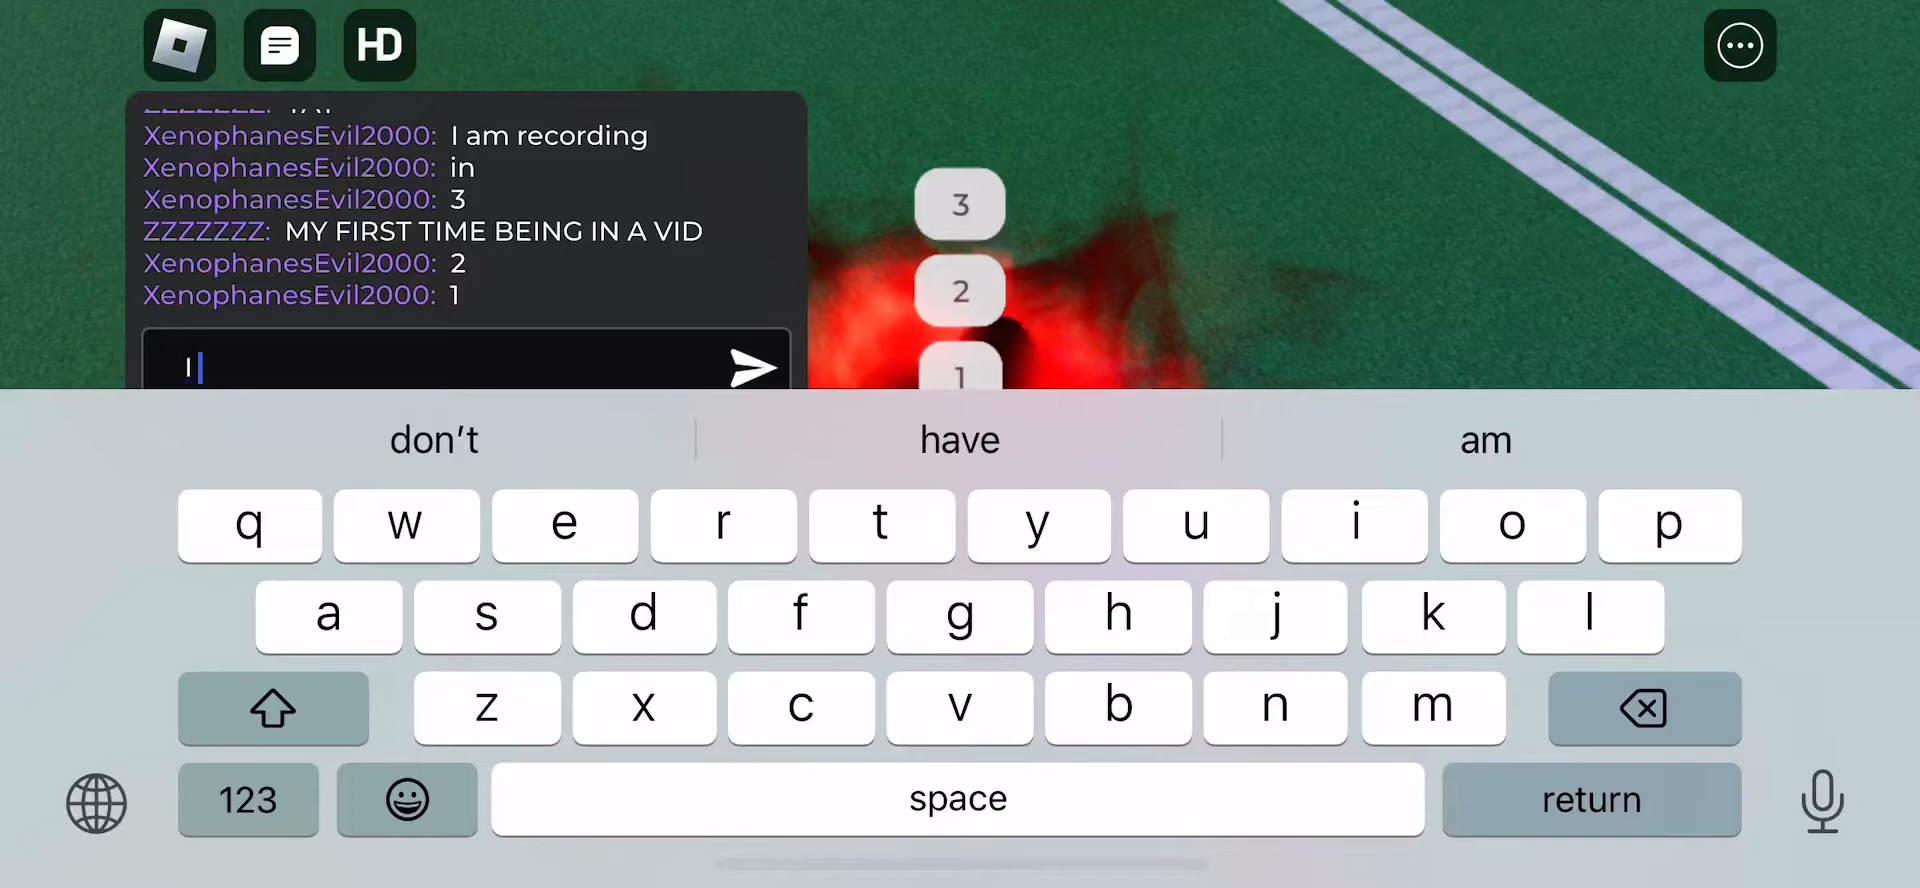 HD
XenophanesEvil2000: I am recording
XenophanesEvil2000: in
XenophanesEvil2000: 3
ZZZZZZZ: MY FIRST TIME BEING IN A VID
XenophanesEvil2000: 2
XenophanesEvil2000: 1
I
3
2
1
don't have am
q w e r t y u i o p
a s d f g h j k l
z x c v b n m
123 space return